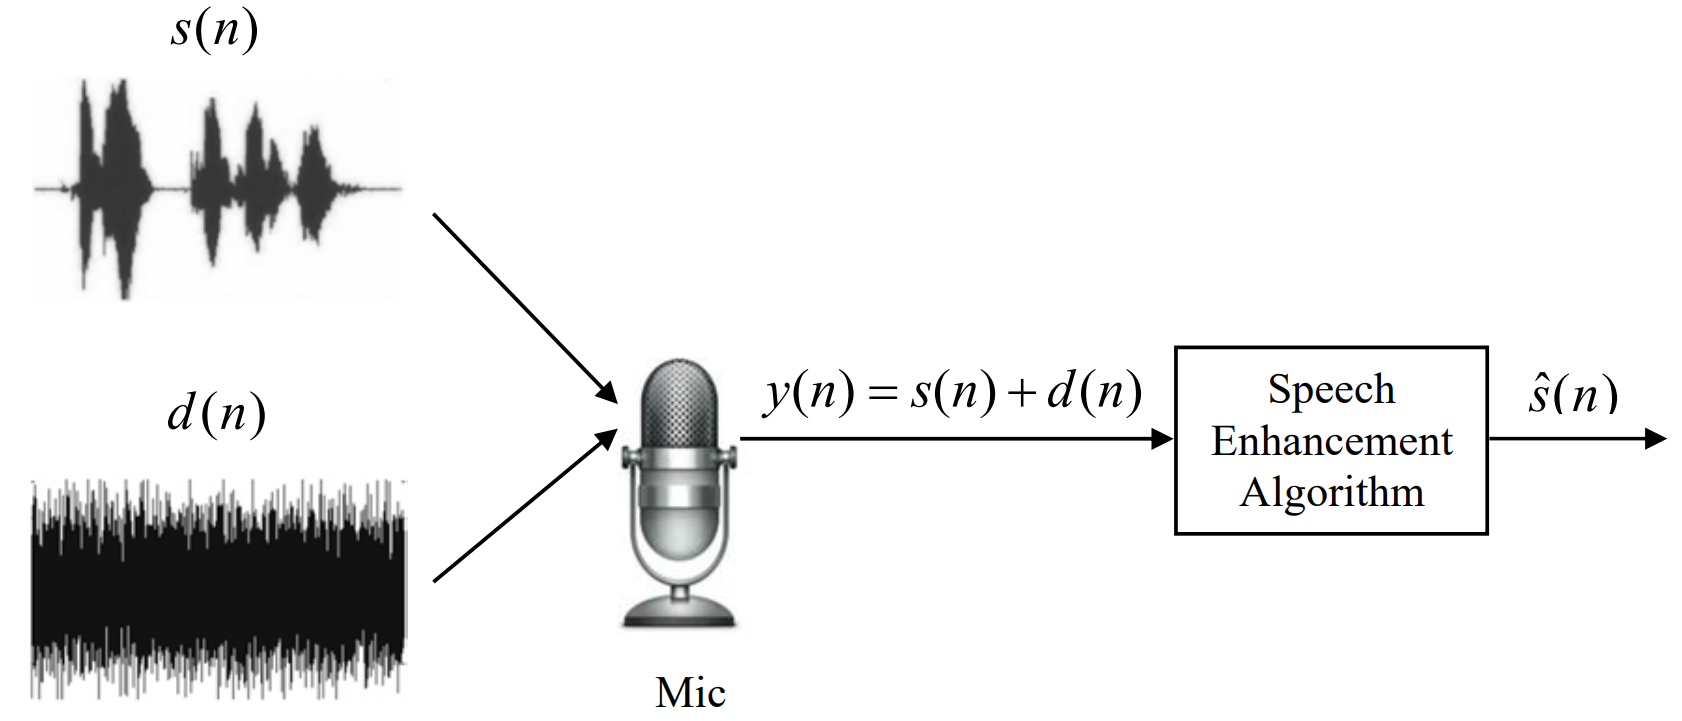 s(n)
d(n)
y(n) = s(n) + d(n)
Speech
Enhancement
Algorithm
ŝ(n)
Mic